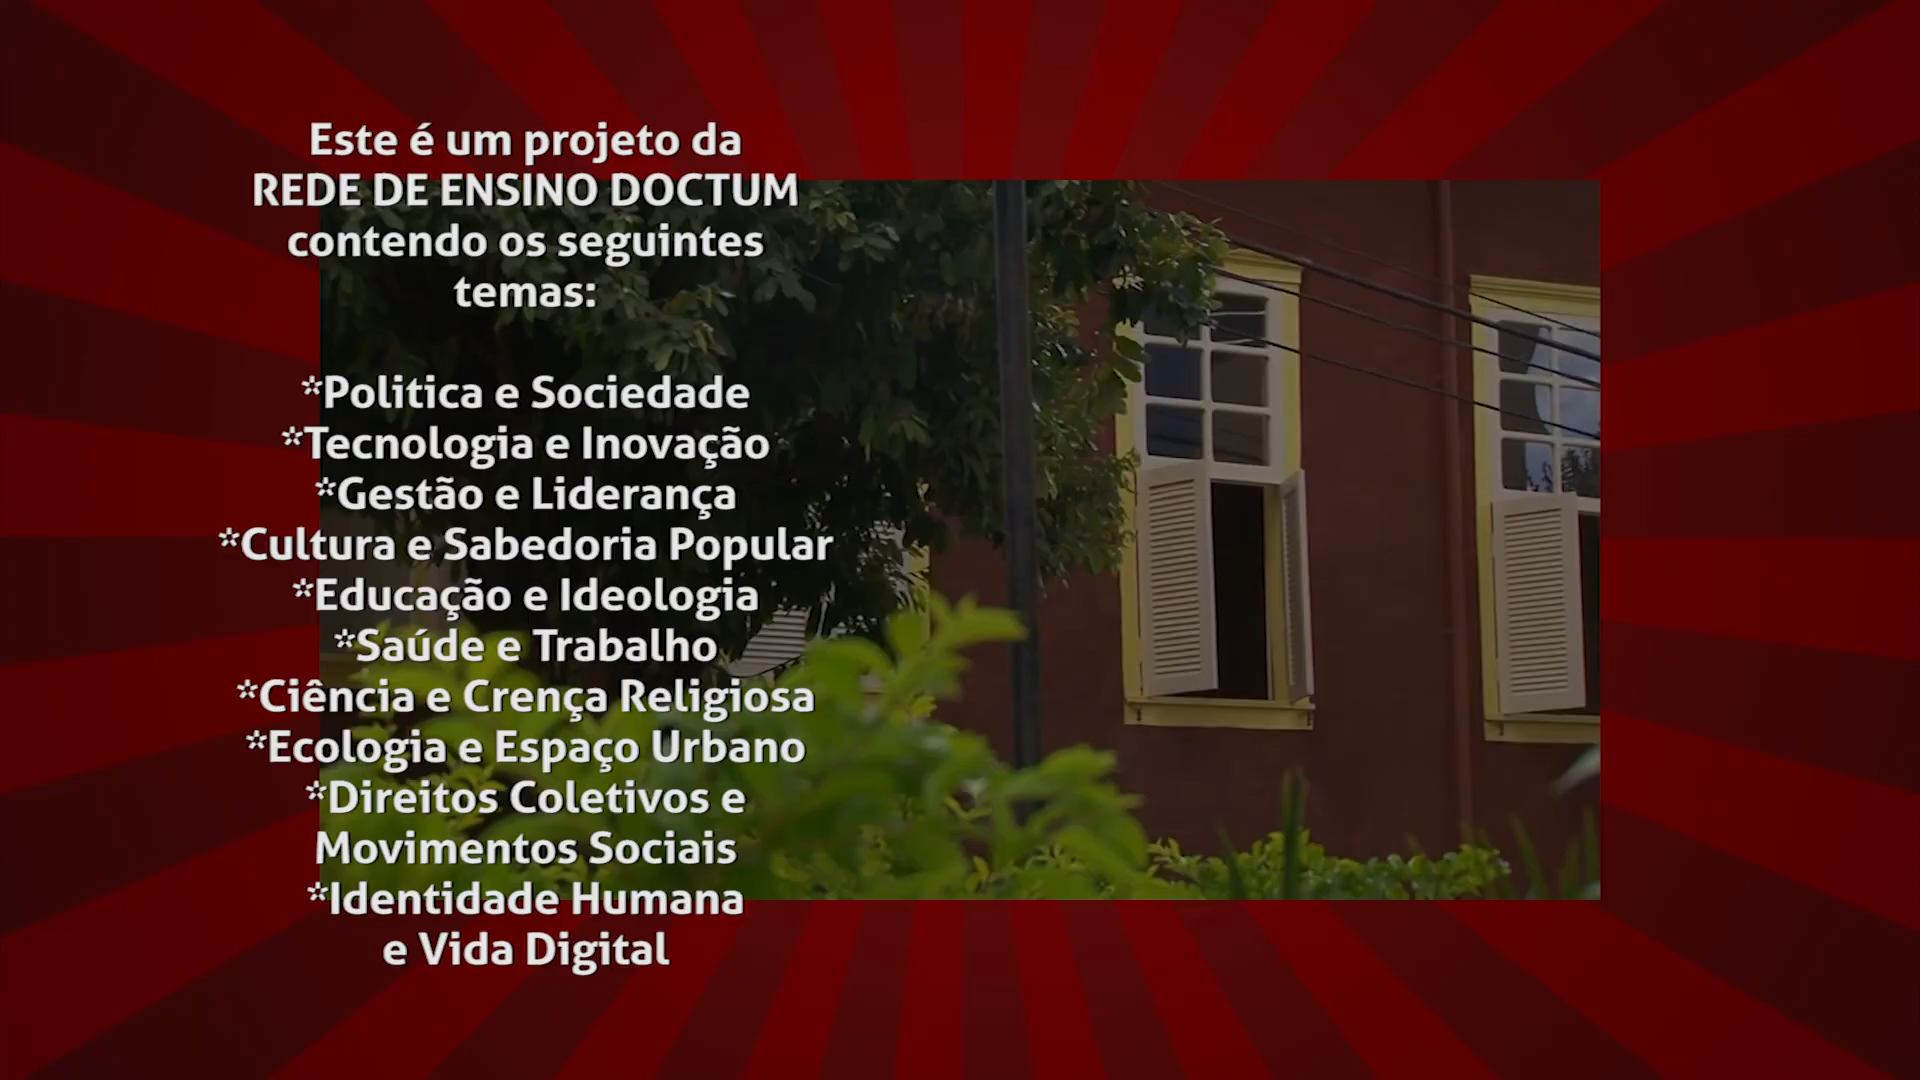 Este é um projeto da
REDE DE ENSINO DOCTUM
contendo os seguintes
temas:
*Politica e Sociedade
*Tecnologia e Inovação
*Gestão e Liderança
*Cultura e Sabedoria Popular
*Educação e Ideologia
*Saúde e Trabalho
*Ciência e Crença Religiosa
*Ecologia e Espaço Urbano
*Direitos Coletivos e
Movimentos Sociais
*Identidade Humana
e Vida Digital